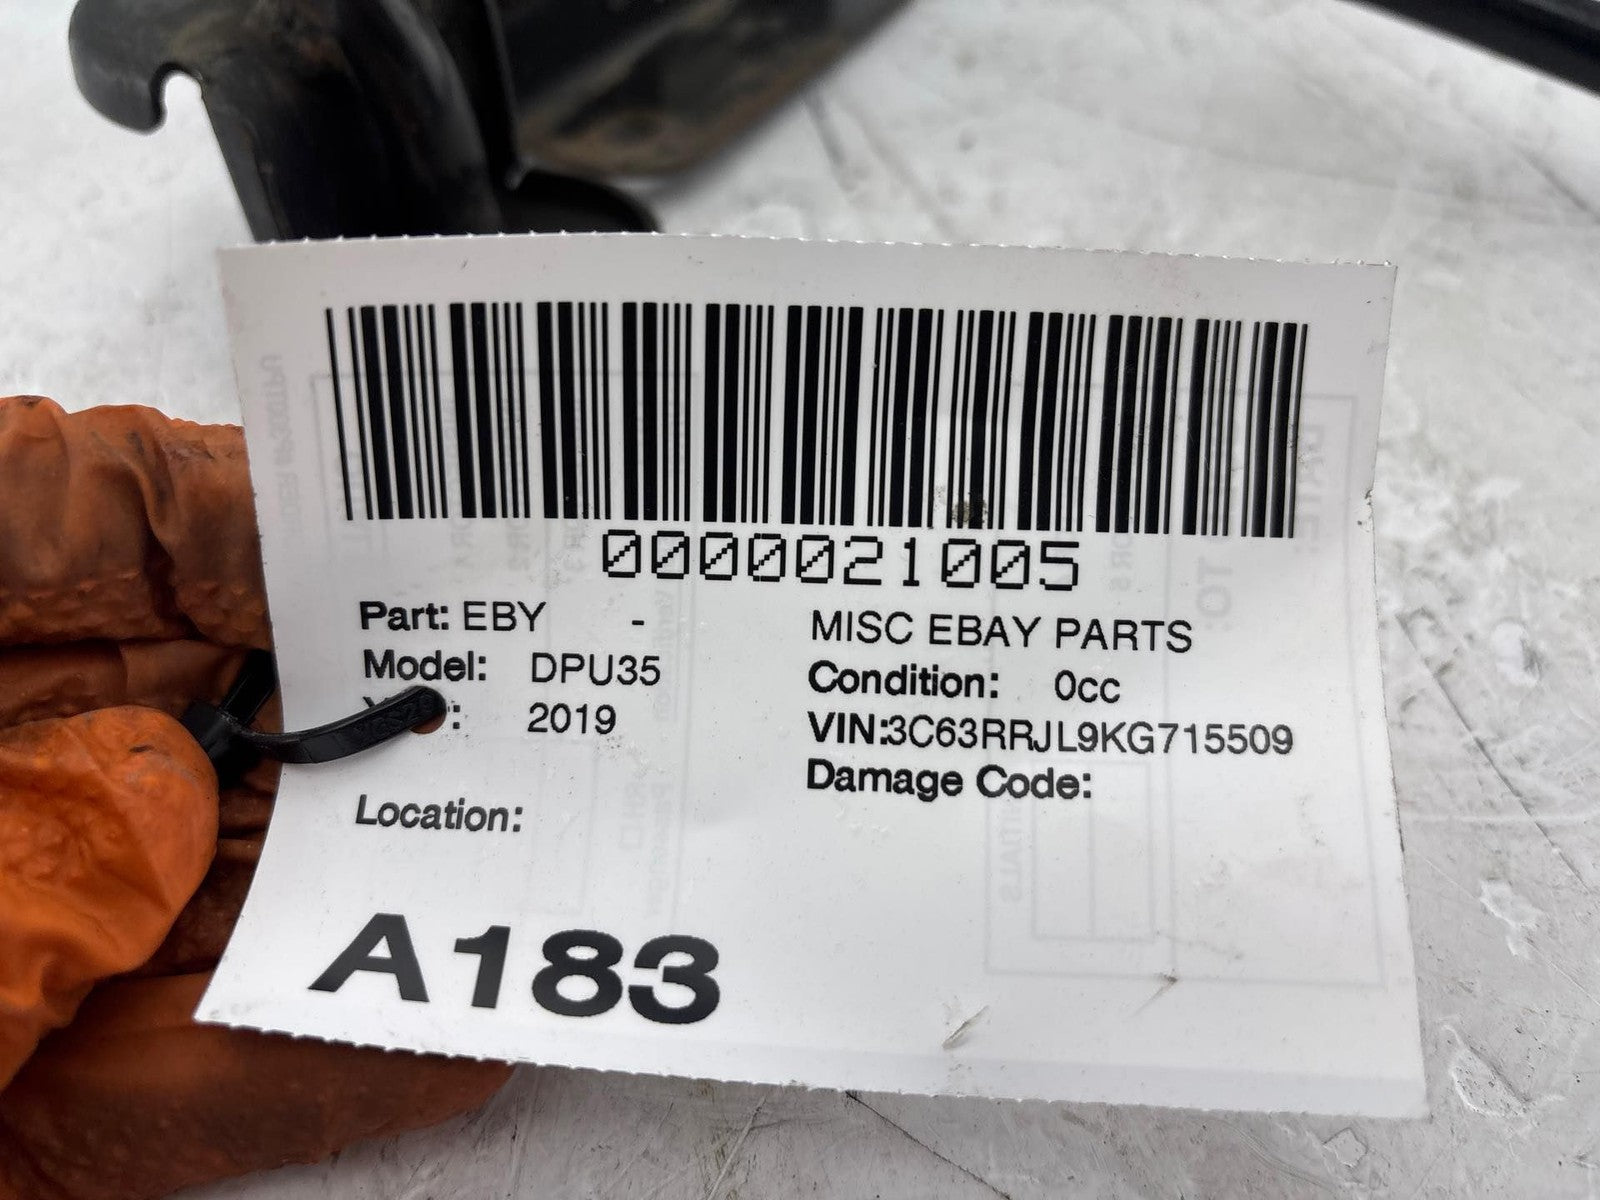 0000021005
Part: EBY - MISC EBAY PARTS
Model: DPU35 Condition: 0cc
2019 VIN:3C63RRJL9KG715509
Damage Code:
Location:
A183